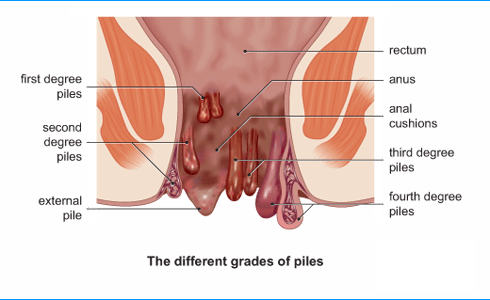 first degree
piles
second
degree
piles
external
pile
rectum
anus
anal
cushions
third degree
piles
fourth degree
piles
The different grades of piles